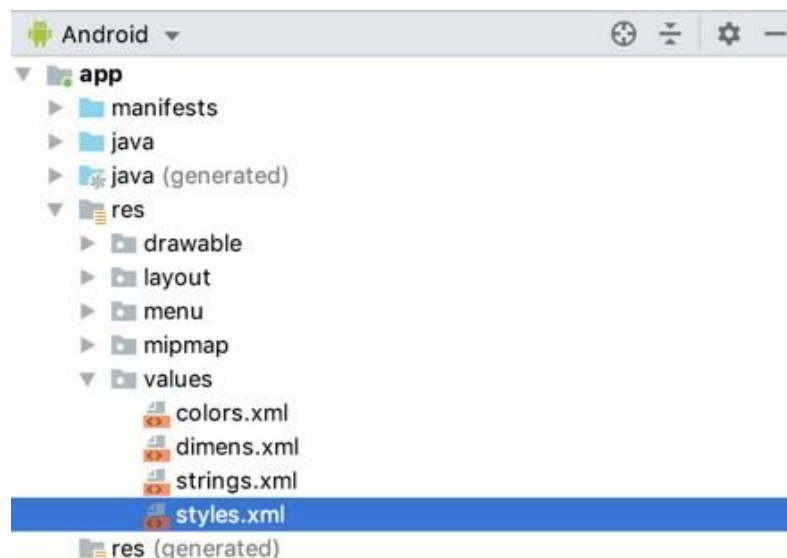 Android
app
manifests
java
java (generated)
res
drawable
layout
menu
mipmap
values
colors.xml
dimens.xml
strings.xml
styles.xml
res (generated)